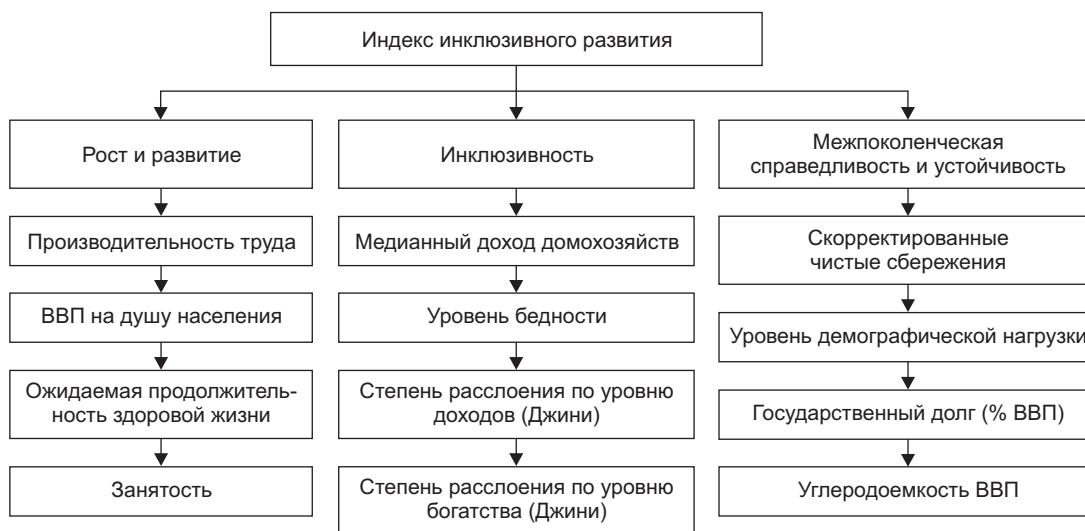 Индекс инклюзивного развития
Рост и развитие
Производительность труда
ВВП на душу населения
Ожидаемая продолжитель-
ность здоровой жизни
Занятость
Инклюзивность
Медианный доход домохозяйств
Уровень бедности
Степень расслоения по уровню
доходов (Джини)
Степень расслоения по уровню
богатства (Джини)
Межпоколенческая
справедливость и устойчивость
Скорректированные
чистые сбережения
Уровень демографической нагрузки
Государственный долг (% ВВП)
Углеродоемкость ВВП